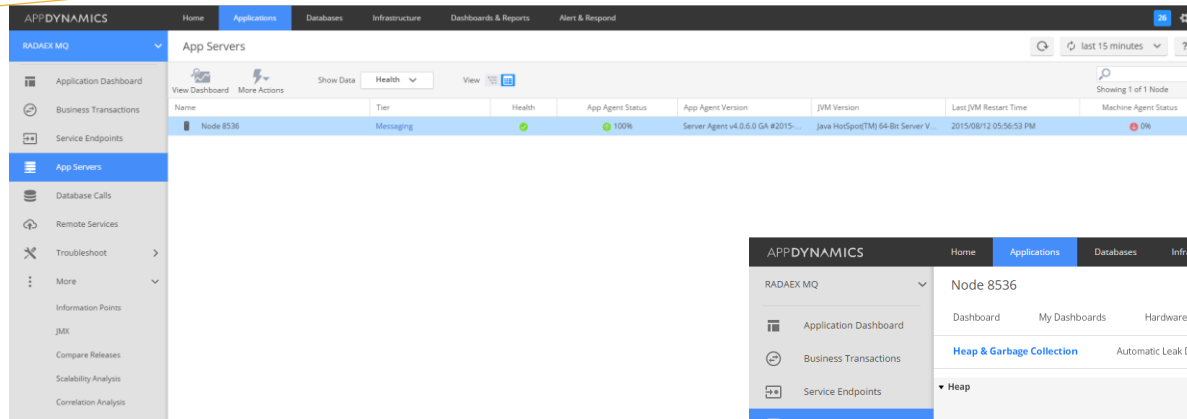 APPDYNAMICS Home Applications Databases Infrastructure Dashboards & Reports Alert & Respond 26
RADAEX MQ App Servers last 15 minutes ?
Application Dashboard
View Dashboard More Actions Show Data Health View Showing 1 of 1 Node
Business Transactions
Name Tier Health App Agent Status App Agent Version JVM Version Last JVM Restart Time Machine Agent Status
Node 8536 Messaging 100% Server Agent v4.0.6.0 GA #2015-... Java HotSpot(TM) 64-Bit Server V... 2015/08/12 05:56:53 PM 0%
Service Endpoints
App Servers
Database Calls
Remote Services
Troubleshoot
More
Information Points
JMX
Compare Releases
Scalability Analysis
Correlation Analysis
APPDYNAMICS Home Applications Databases Infra
RADAEX MQ Node 8536
Application Dashboard Dashboard My Dashboards Hardware
Business Transactions Heap & Garbage Collection Automatic Leak D
Service Endpoints Heap